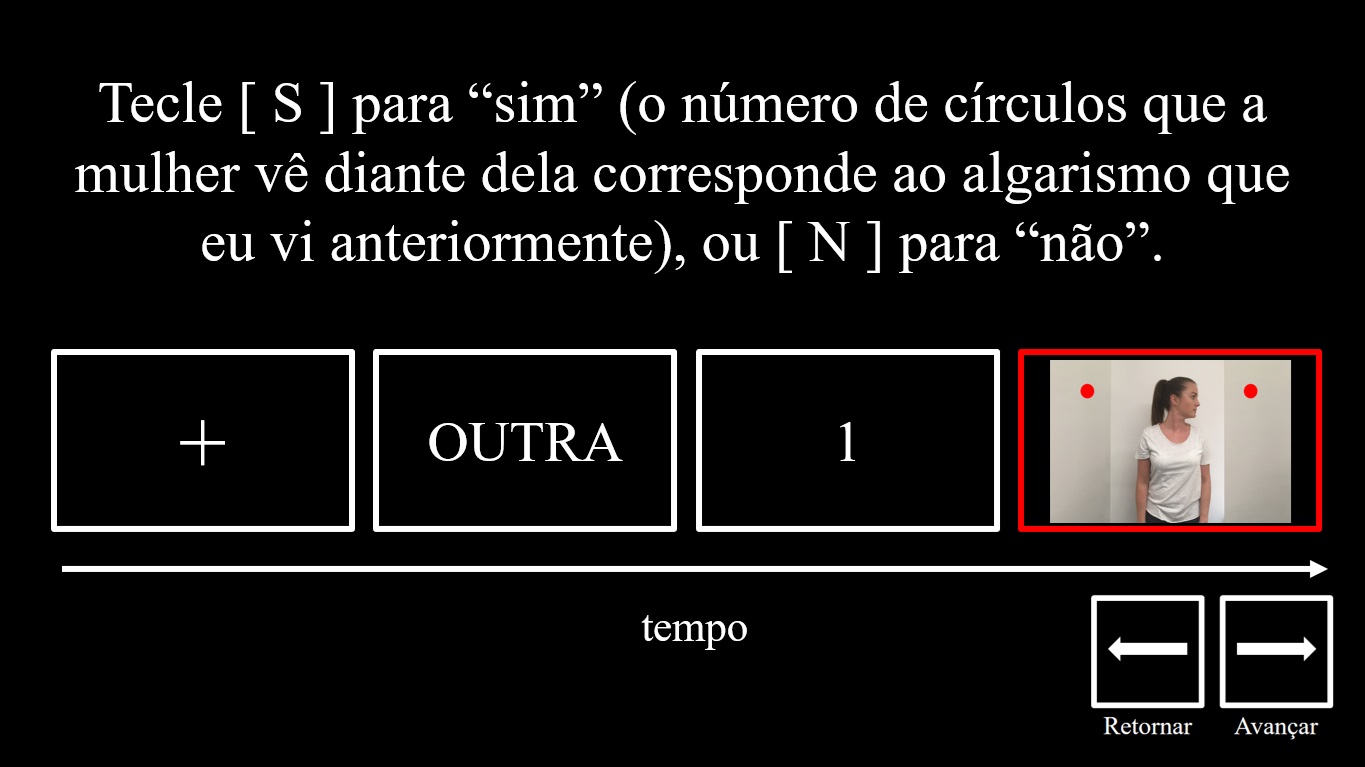 Tecle [ S ] para “sim” (o número de círculos que a
mulher vê diante dela corresponde ao algarismo que
eu vi anteriormente), ou [ N ] para “não”.
+
OUTRA
1
tempo
Retornar
Avançar